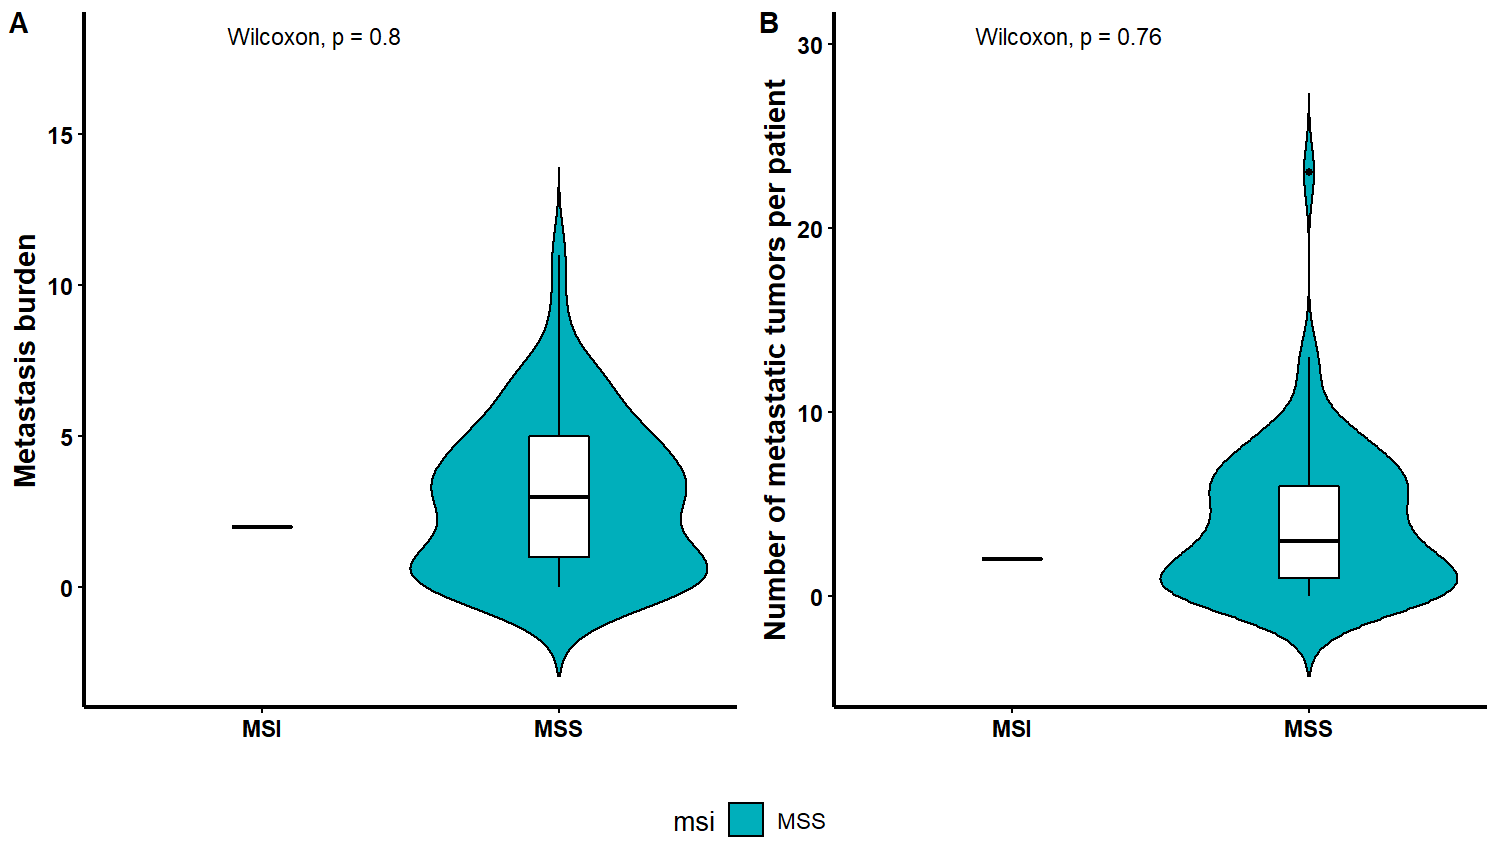 A
Wilcoxon, p = 0.8
Metastasis burden
15
10
5
0
MSI
MSS
B
Wilcoxon, p = 0.76
Number of metastatic tumors per patient
30
20
10
0
MSI
MSS
msi
MSS